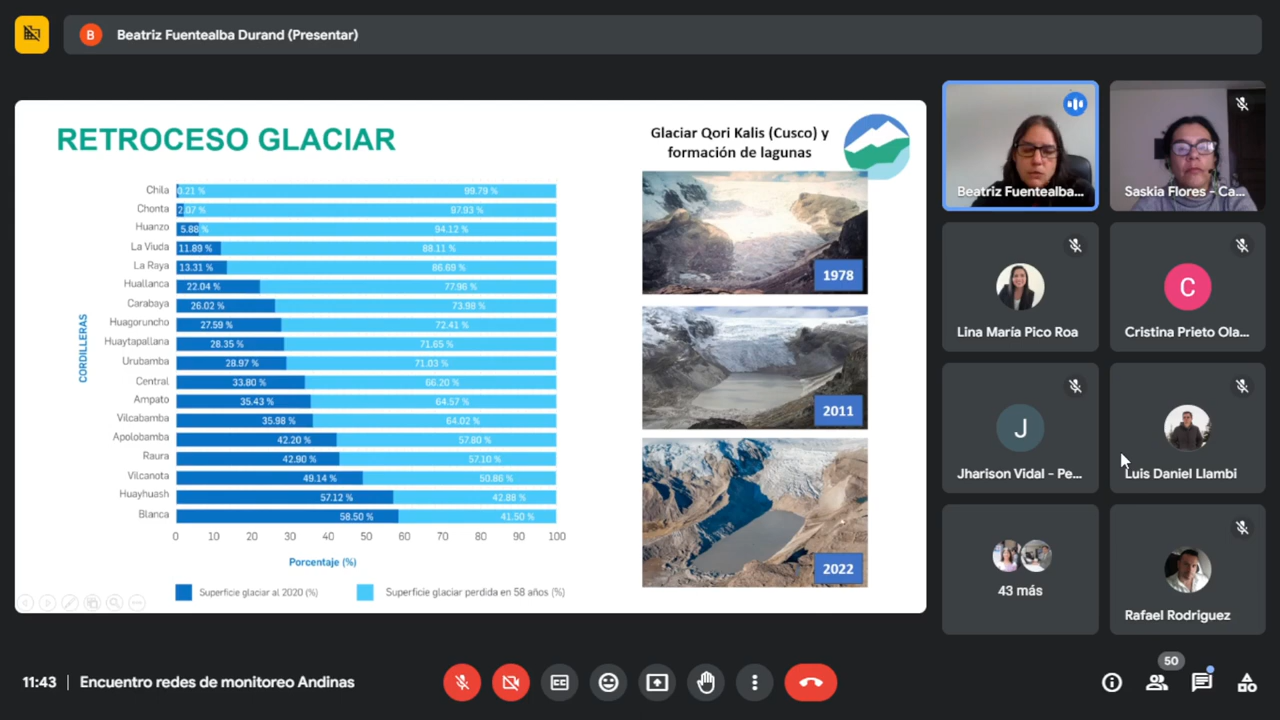 B
Beatriz Fuentealba Durand (Presentar)
RETROCESO GLACIAR
Glaciar Qori Kalis (Cusco) y
formación de lagunas
CORDILLERAS
Chila 0.21 % 99.79 %
Chonta 2.07 % 97.93 %
Huanzo 5.88 % 94.12 %
La Viuda 11.89 % 88.11 %
La Raya 13.31 % 86.69 %
Huallanca 22.04 % 77.96 %
Carabaya 26.02 % 73.98 %
Huagoruncho 27.59 % 72.41 %
Huaytapallana 28.35 % 71.65 %
Urubamba 28.97 % 71.03 %
Central 33.80 % 66.20 %
Ampato 35.43 % 64.57 %
Vilcabamba 35.98 % 64.02 %
Apolobamba 42.20 % 57.80 %
Raura 42.90 % 57.10 %
Vilcanota 49.14 % 50.86 %
Huayhuash 57.12 % 42.88 %
Blanca 58.50 % 41.50 %
0 10 20 30 40 50 60 70 80 90 100
Porcentaje (%)
Superficie glaciar al 2020 (%) Superficie glaciar perdida en 58 años (%)
1978
2011
2022
Beatriz Fuentealba...
Saskia Flores - Ca...
Lina María Pico Roa
C
Cristina Prieto Ola...
J
Jharison Vidal - Pe...
Luis Daniel Llambi
43 más
Rafael Rodriguez
11:43 | Encuentro redes de monitoreo Andinas
CC
50